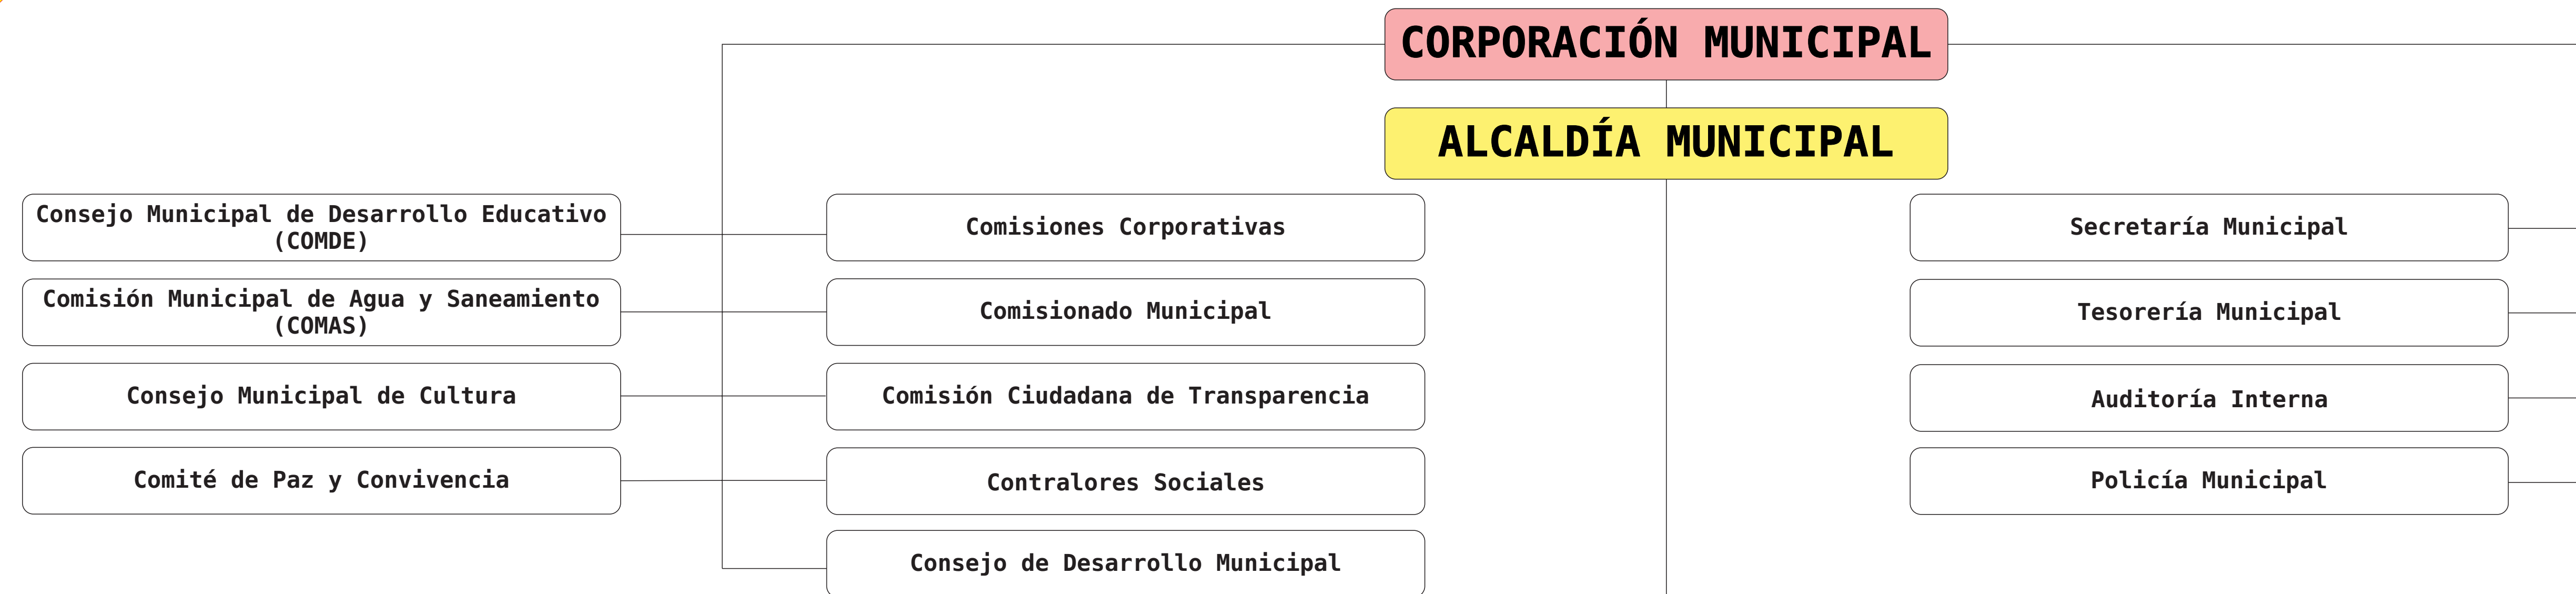 CORPORACIÓN MUNICIPAL
ALCALDÍA MUNICIPAL
Consejo Municipal de Desarrollo Educativo
(COMDE)
Comisión Municipal de Agua y Saneamiento
(COMAS)
Consejo Municipal de Cultura
Comité de Paz y Convivencia
Comisiones Corporativas
Comisionado Municipal
Comisión Ciudadana de Transparencia
Contralores Sociales
Consejo de Desarrollo Municipal
Secretaría Municipal
Tesorería Municipal
Auditoría Interna
Policía Municipal